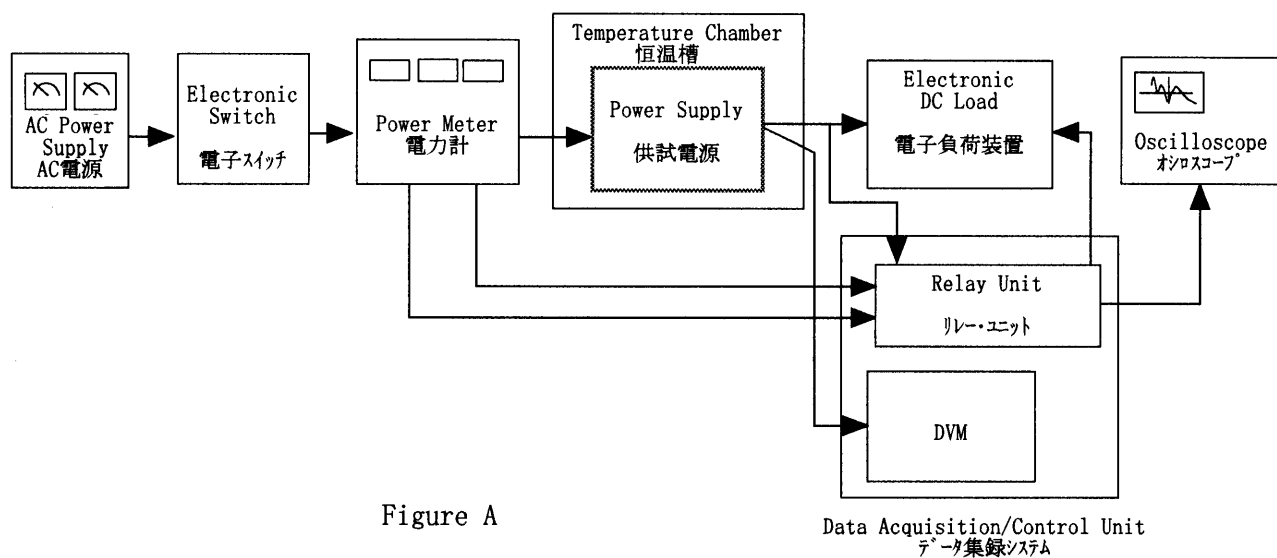 AC Power
Supply
AC電源
Electronic
Switch
電子スイッチ
Power Meter
電力計
Temperature Chamber
恒温槽
Power Supply
供試電源
Electronic
DC Load
電子負荷装置
Oscilloscope
オシロスコープ
Relay Unit
リレー・ユニット
DVM
Data Acquisition/Control Unit
データ集録システム
Figure A